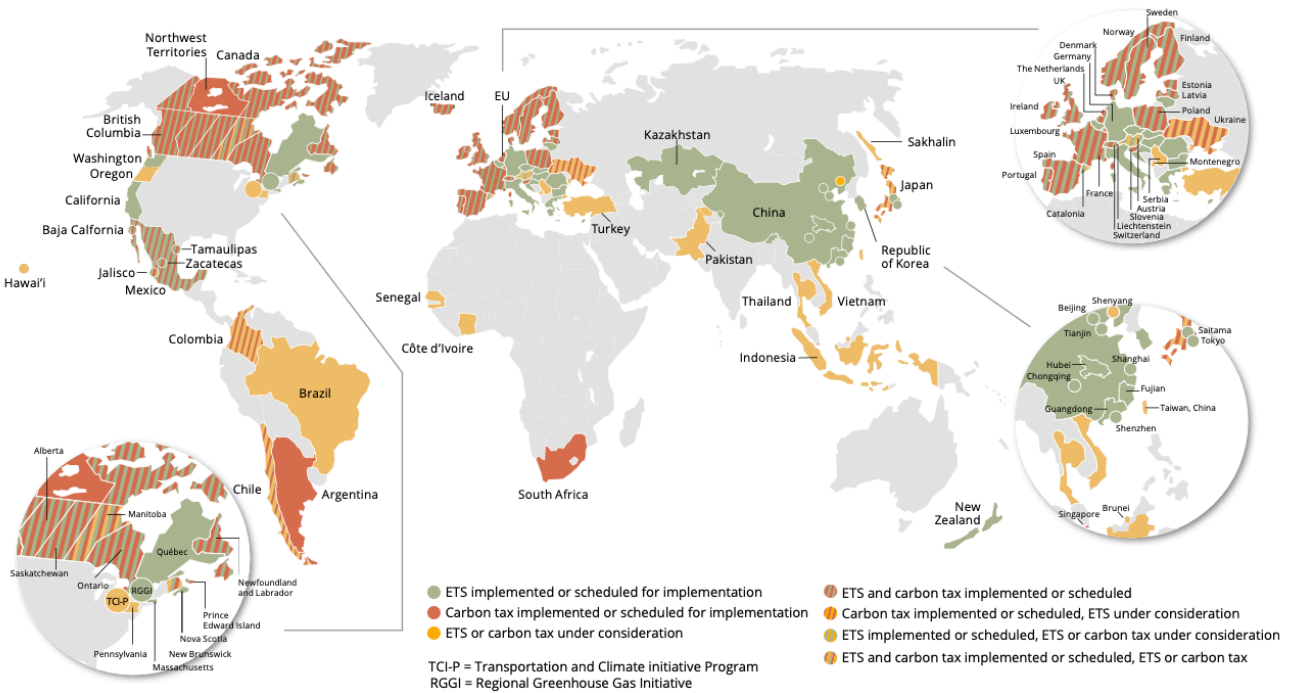 Northwest
Territories
Canada
British
Columbia
Washington
Oregon
California
Baja Calfornia
Hawai'i
Tamaulipas
Zacatecas
Jalisco
Mexico
Colombia
Brazil
Chile
Argentina
Iceland
EU
Kazakhstan
China
Turkey
Pakistan
Sakhalin
Japan
Republic
of Korea
Senegal
Côte d'Ivoire
Thailand
Vietnam
Indonesia
South Africa
New
Zealand
Sweden
Norway
Finland
Denmark
Germany
The Netherlands
UK
Ireland
Luxembourg
Spain
Portugal
Catalonia
France
Estonia
Latvia
Poland
Ukraine
Montenegro
Serbia
Austria
Slovenia
Liechtenstein
Switzerland
Beijing
Shenyang
Tianjin
Saitama
Tokyo
Shanghai
Hubei
Chongqing
Fujian
Guangdong
Taiwan, China
Shenzhen
Singapore
Brunei
Alberta
Manitoba
Québec
Saskatchewan
Ontario
RGGI
TCI-P
Newfoundland
and Labrador
Prince
Edward Island
Nova Scotia
Pennsylvania
New Brunswick
Massachusetts
ETS implemented or scheduled for implementation
Carbon tax implemented or scheduled for implementation
ETS or carbon tax under consideration
TCI-P = Transportation and Climate initiative Program
RGGI = Regional Greenhouse Gas Initiative
ETS and carbon tax implemented or scheduled
Carbon tax implemented or scheduled, ETS under consideration
ETS implemented or scheduled, ETS or carbon tax under consideration
ETS and carbon tax implemented or scheduled, ETS or carbon tax